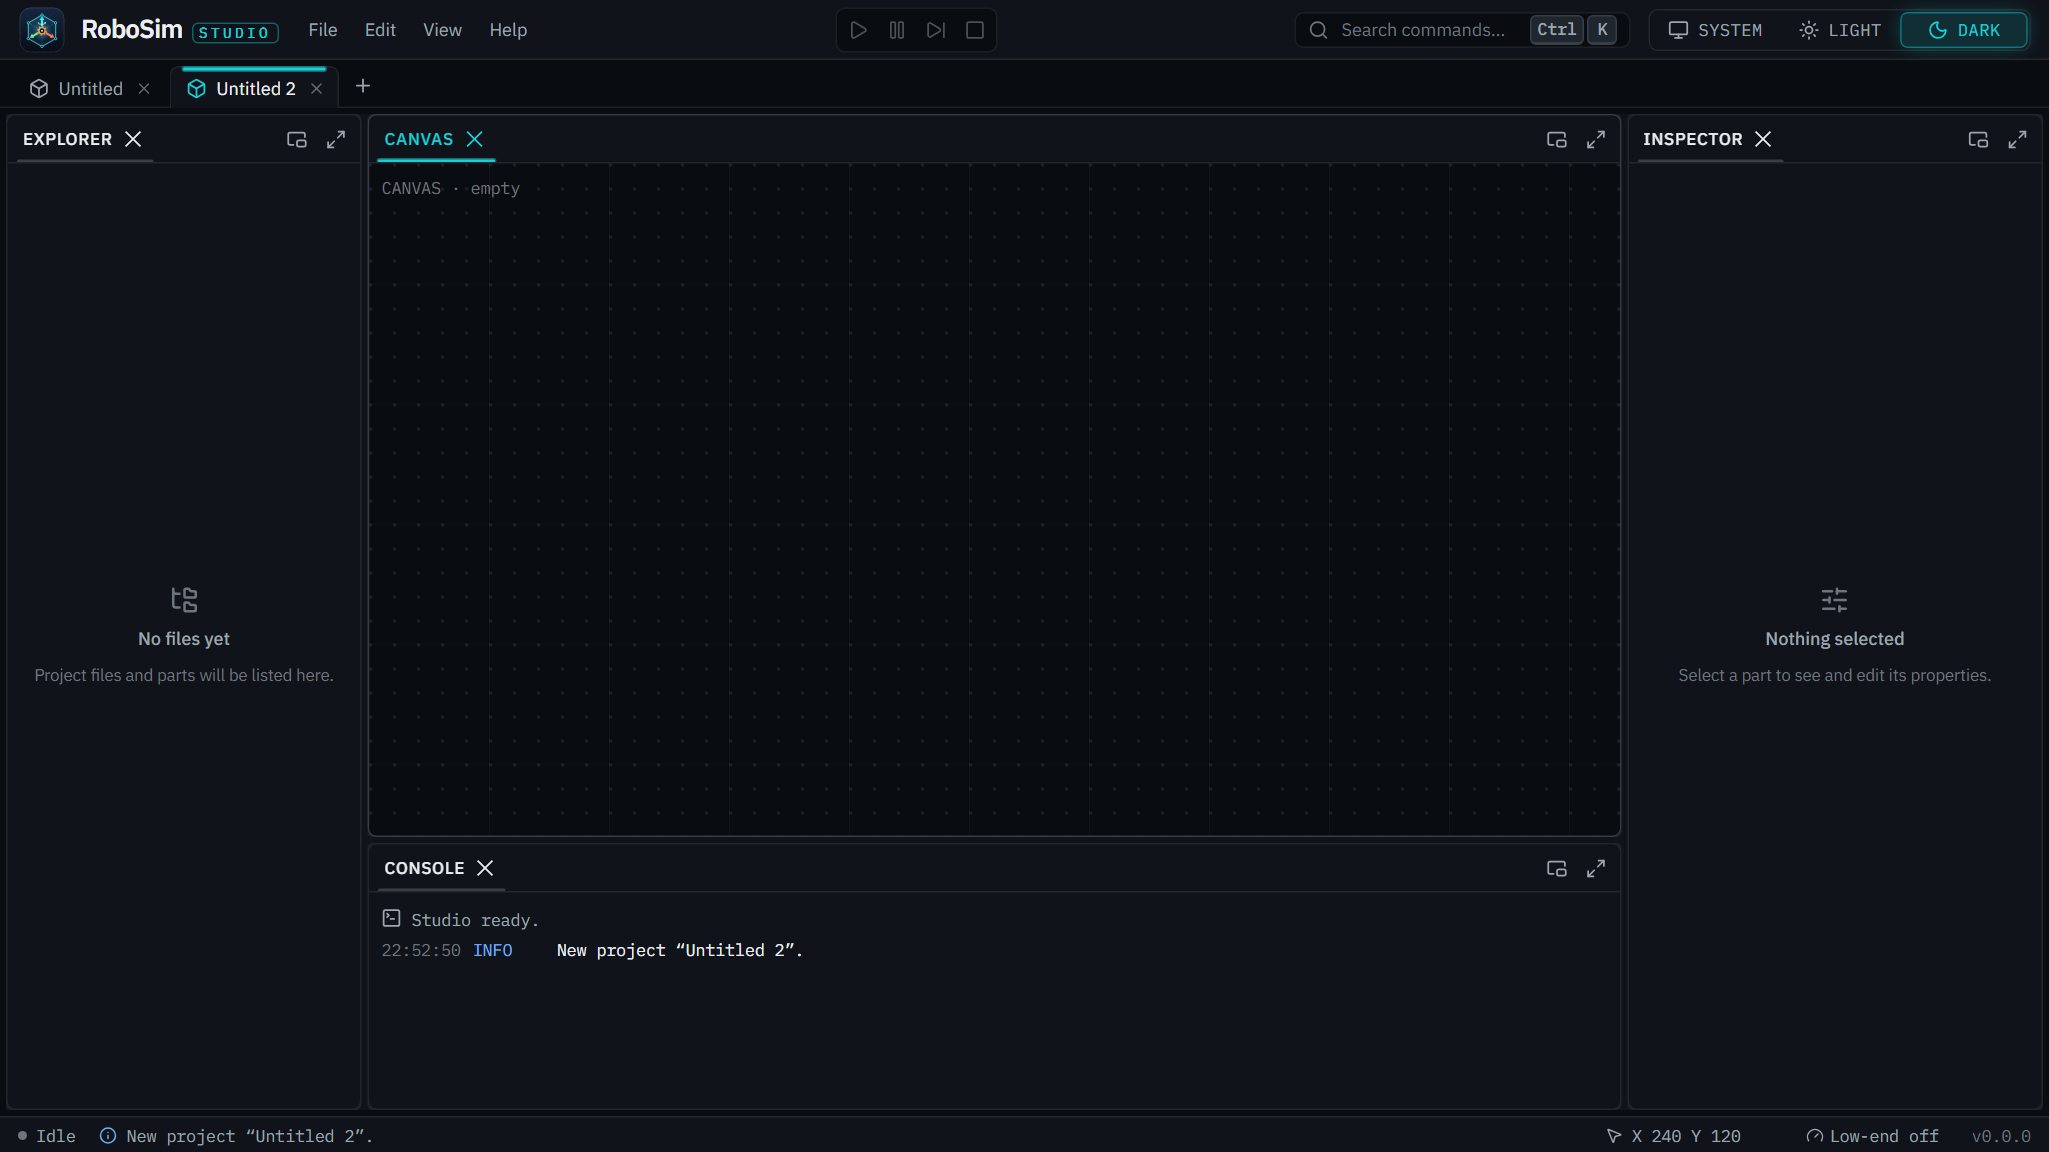 RoboSim STUDIO File Edit View Help Search commands... Ctrl K SYSTEM LIGHT DARK
Untitled Untitled 2
EXPLORER
No files yet
Project files and parts will be listed here.
CANVAS
CANVAS · empty
CONSOLE
Studio ready.
22:52:50 INFO New project “Untitled 2”.
INSPECTOR
Nothing selected
Select a part to see and edit its properties.
Idle New project “Untitled 2”. X 240 Y 120 Low-end off v0.0.0